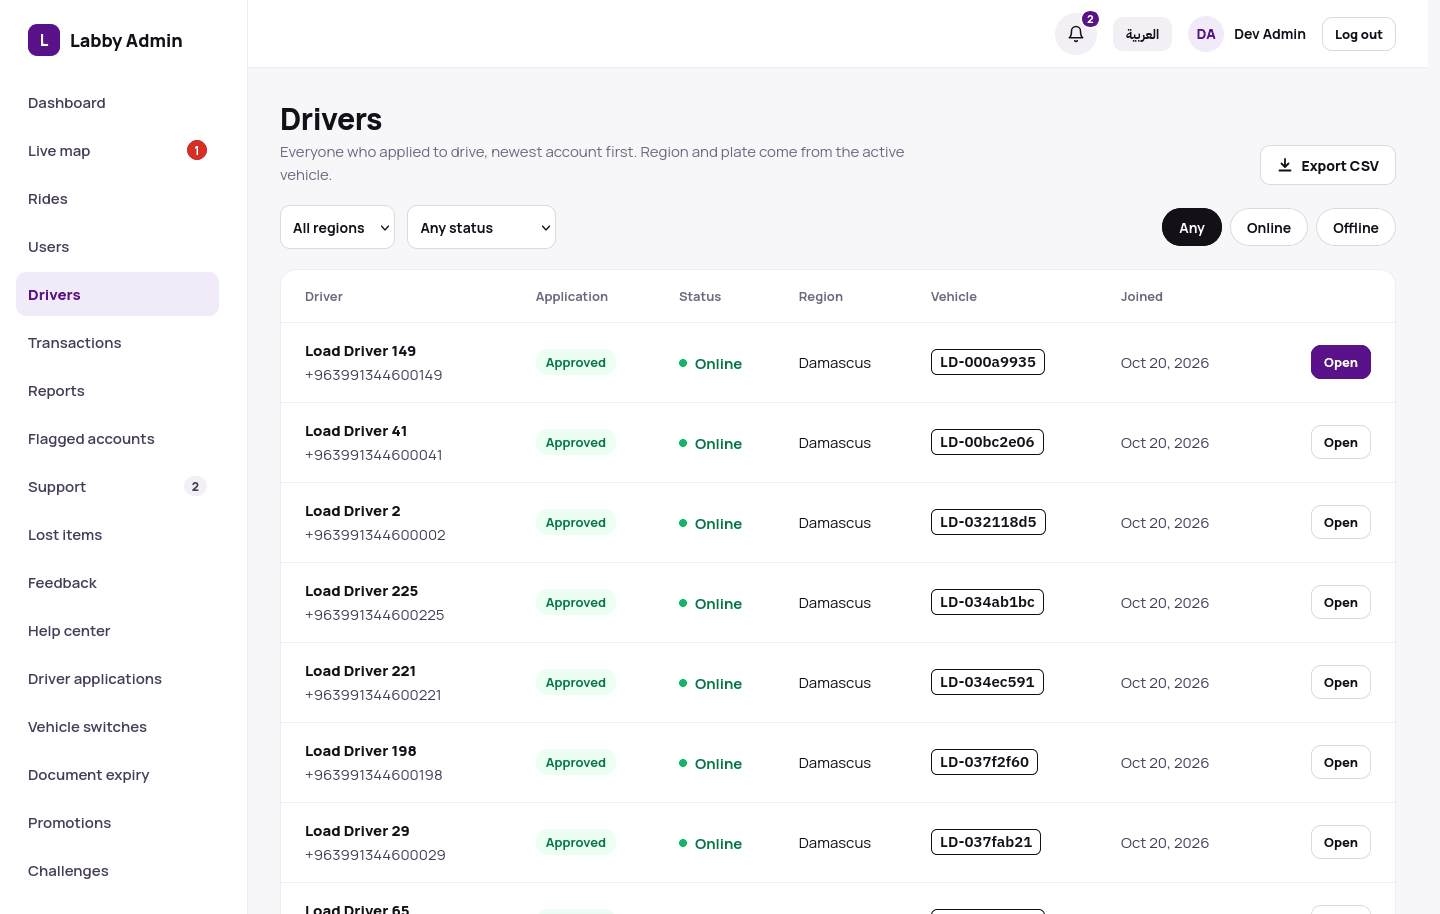 L Labby Admin
2
العربية
DA Dev Admin
Log out
Dashboard
Live map 1
Rides
Users
Drivers
Transactions
Reports
Flagged accounts
Support 2
Lost items
Feedback
Help center
Driver applications
Vehicle switches
Document expiry
Promotions
Challenges
Drivers
Everyone who applied to drive, newest account first. Region and plate come from the active
vehicle.
Export CSV
All regions
Any status
Any Online Offline
Driver Application Status Region Vehicle Joined
Load Driver 149
+963991344600149
Approved Online Damascus LD-000a9935 Oct 20, 2026 Open
Load Driver 41
+963991344600041
Approved Online Damascus LD-00bc2e06 Oct 20, 2026 Open
Load Driver 2
+963991344600002
Approved Online Damascus LD-032118d5 Oct 20, 2026 Open
Load Driver 225
+963991344600225
Approved Online Damascus LD-034ab1bc Oct 20, 2026 Open
Load Driver 221
+963991344600221
Approved Online Damascus LD-034ec591 Oct 20, 2026 Open
Load Driver 198
+963991344600198
Approved Online Damascus LD-037f2f60 Oct 20, 2026 Open
Load Driver 29
+963991344600029
Approved Online Damascus LD-037fab21 Oct 20, 2026 Open
Load Driver 65